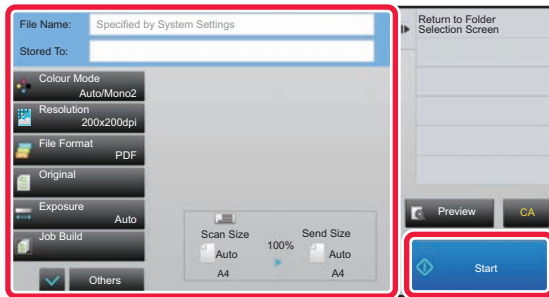 File Name:
Specified by System Settings
Stored To:
Colour Mode
Auto/Mono2
Resolution
200x200dpi
File Format
PDF
Original
Exposure
Auto
Job Build
Others
Scan Size
Auto
A4
100%
Send Size
Auto
A4
Return to Folder
Selection Screen
Preview
CA
Start